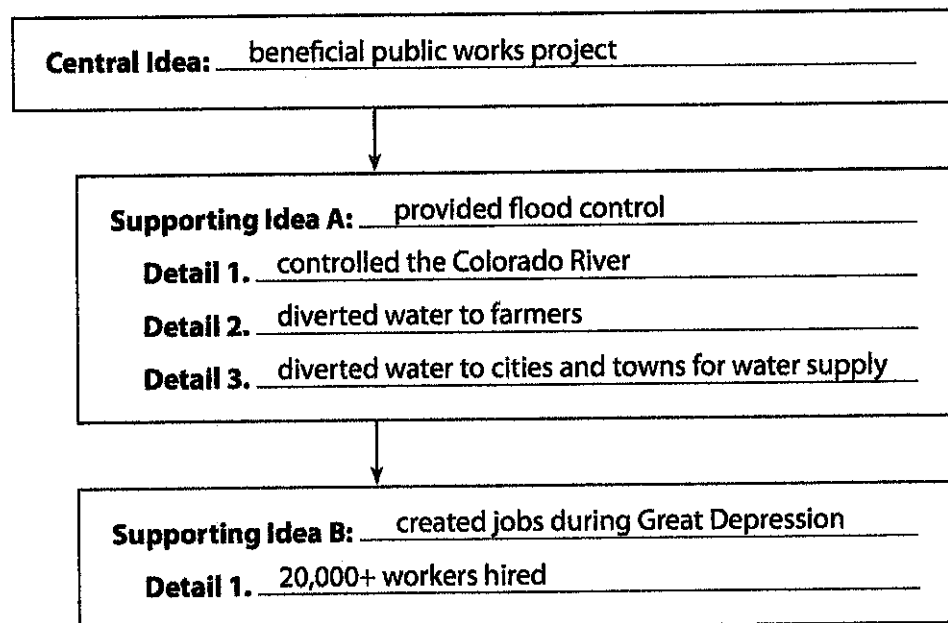 Central Idea: beneficial public works project
Supporting Idea A: provided flood control
Detail 1. controlled the Colorado River
Detail 2. diverted water to farmers
Detail 3. diverted water to cities and towns for water supply
Supporting Idea B: created jobs during Great Depression
Detail 1. 20,000+ workers hired